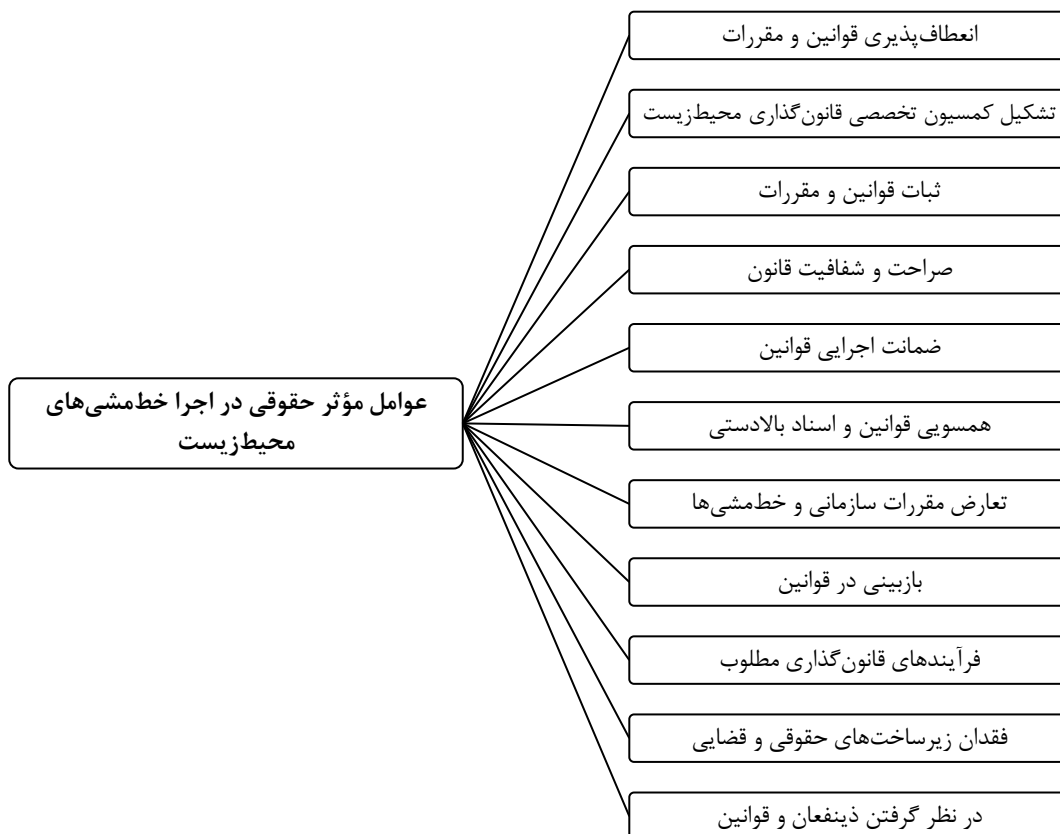 انعطاف‌پذیری قوانین و مقررات
تشکیل کمسیون تخصصی قانون‌گذاری محیط‌زیست
ثبات قوانین و مقررات
صراحت و شفافیت قانون
ضمانت اجرایی قوانین
عوامل مؤثر حقوقی در اجرا خط‌مشی‌های
محیط‌زیست
همسویی قوانین و اسناد بالادستی
تعارض مقررات سازمانی و خط‌مشی‌ها
بازبینی در قوانین
فرآیندهای قانون‌گذاری مطلوب
فقدان زیرساخت‌های حقوقی و قضایی
در نظر گرفتن ذینفعان و قوانین